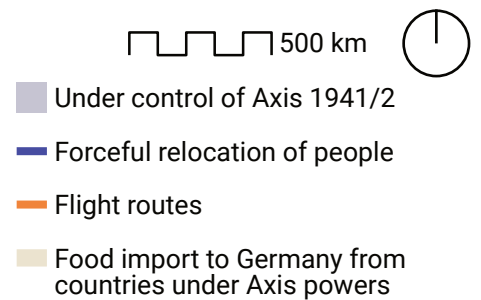 500 km
Under control of Axis 1941/2
Forceful relocation of people
Flight routes
Food import to Germany from
countries under Axis powers